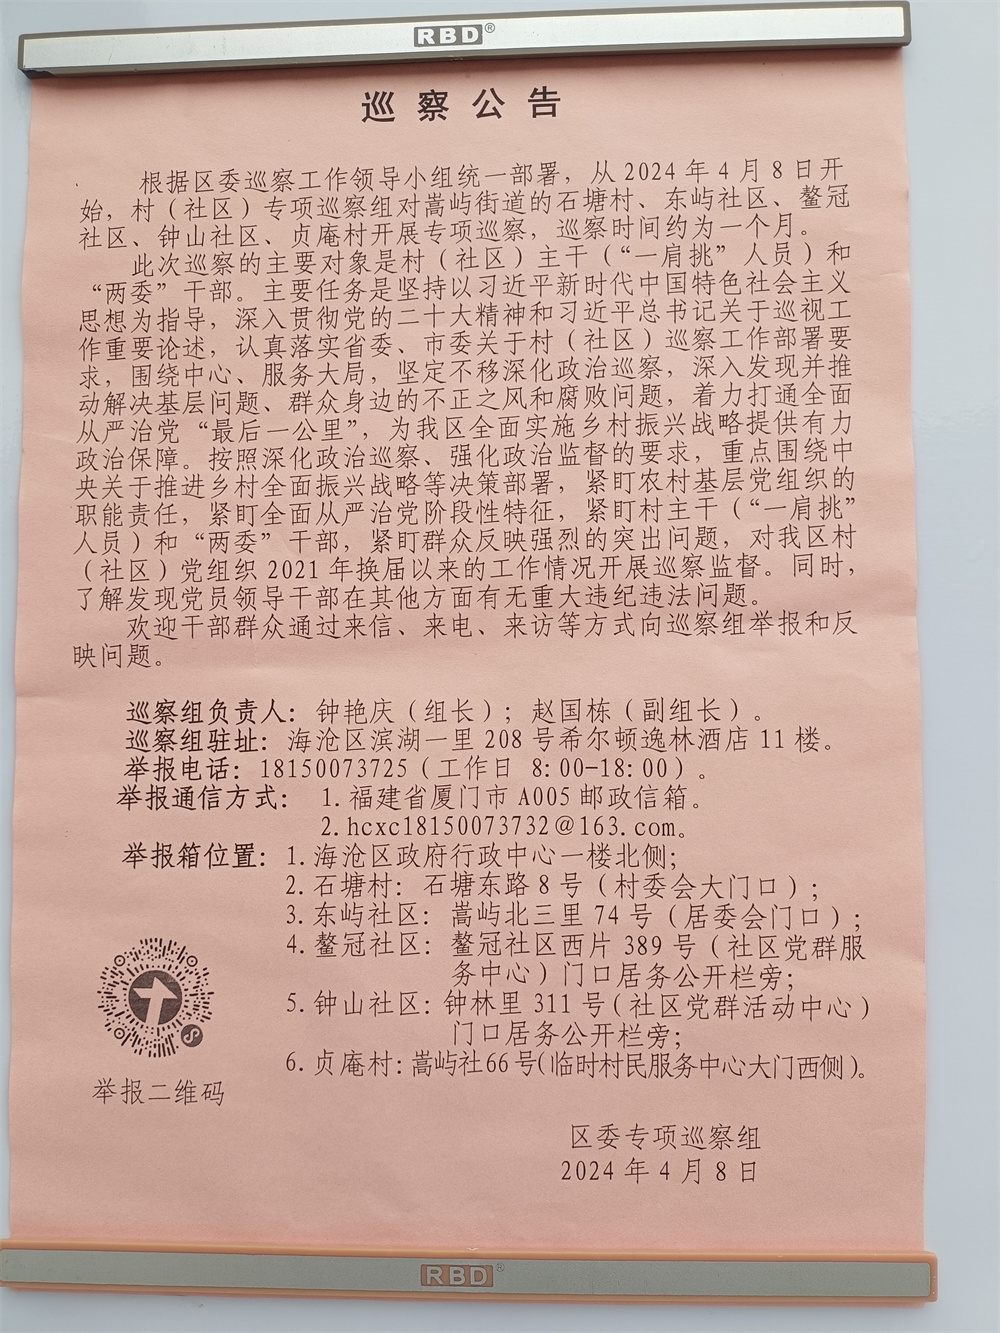 RBD®
巡察公告
根据区委巡察工作领导小组统一部署，从2024年4月8日开
始，村（社区）专项巡察组对嵩屿街道的石塘村、东屿社区、鳌冠
社区、钟山社区、贞庵村开展专项巡察，巡察时间约为一个月。
此次巡察的主要对象是村（社区）主干（“一肩挑”人员）和
“两委”干部。主要任务是坚持以习近平新时代中国特色社会主义
思想为指导，深入贯彻党的二十大精神和习近平总书记关于巡视工
作重要论述，认真落实省委、市委关于村（社区）巡察工作部署要
求，围绕中心、服务大局，坚定不移深化政治巡察，深入发现并推
动解决基层问题、群众身边的不正之风和腐败问题，着力打通全面
从严治党“最后一公里”，为我区全面实施乡村振兴战略提供有力
政治保障。按照深化政治巡察、强化政治监督的要求，重点围绕中
央关于推进乡村全面振兴战略等决策部署，紧盯农村基层党组织的
职能责任，紧盯全面从严治党阶段性特征，紧盯村主干（“一肩挑”
人员）和“两委”干部，紧盯群众反映强烈的突出问题，对我区村
（社区）党组织2021年换届以来的工作情况开展巡察监督。同时，
了解发现党员领导干部在其他方面有无重大违纪违法问题。
欢迎干部群众通过来信、来电、来访等方式向巡察组举报和反
映问题。
巡察组负责人：钟艳庆（组长）；赵国栋（副组长）。
巡察组驻址：海沧区滨湖一里208号希尔顿逸林酒店11楼。
举报电话：18150073725（工作日 8:00-18:00）。
举报通信方式： 1.福建省厦门市A005邮政信箱。
2.hcxc18150073732@163.com。
举报箱位置：1.海沧区政府行政中心一楼北侧；
2.石塘村：石塘东路8号（村委会大门口）；
3.东屿社区：嵩屿北三里74号（居委会门口）；
4.鳌冠社区：鳌冠社区西片389号（社区党群服
务中心）门口居务公开栏旁；
5.钟山社区：钟林里311号（社区党群活动中心）
门口居务公开栏旁；
6.贞庵村：嵩屿社66号（临时村民服务中心大门西侧）。
举报二维码
区委专项巡察组
2024年4月8日
RBD®